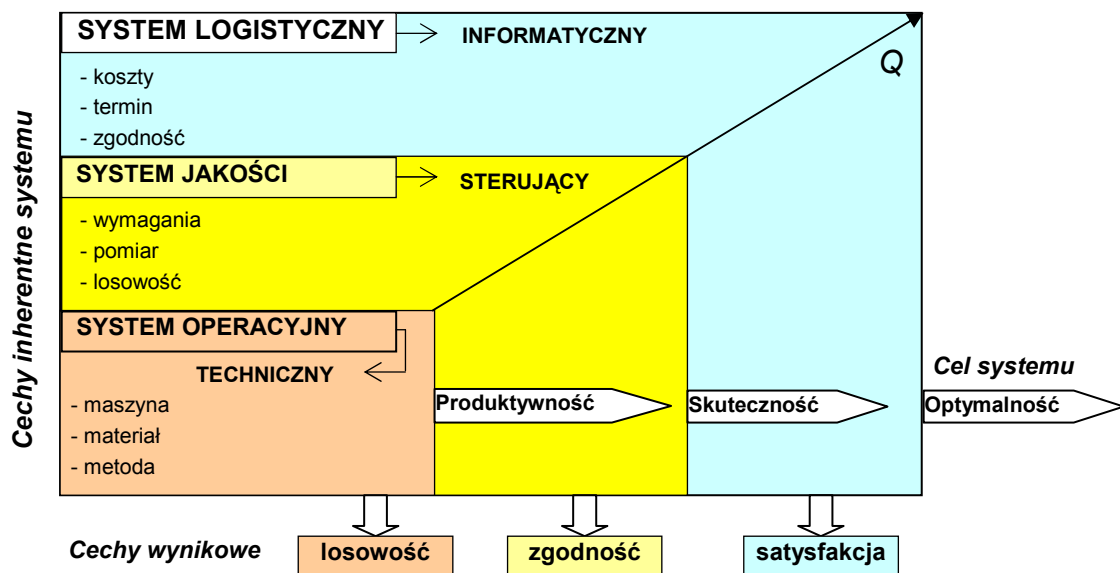 SYSTEM LOGISTYCZNY
INFORMATYCZNY
Q
- koszty
- termin
- zgodność
SYSTEM JAKOŚCI
STERUJĄCY
- wymagania
- pomiar
- losowość
SYSTEM OPERACYJNY
TECHNICZNY
- maszyna
- materiał
- metoda
Cechy inherentne systemu
Produktywność
Skuteczność
Cel systemu
Optymalność
Cechy wynikowe
losowość
zgodność
satysfakcja